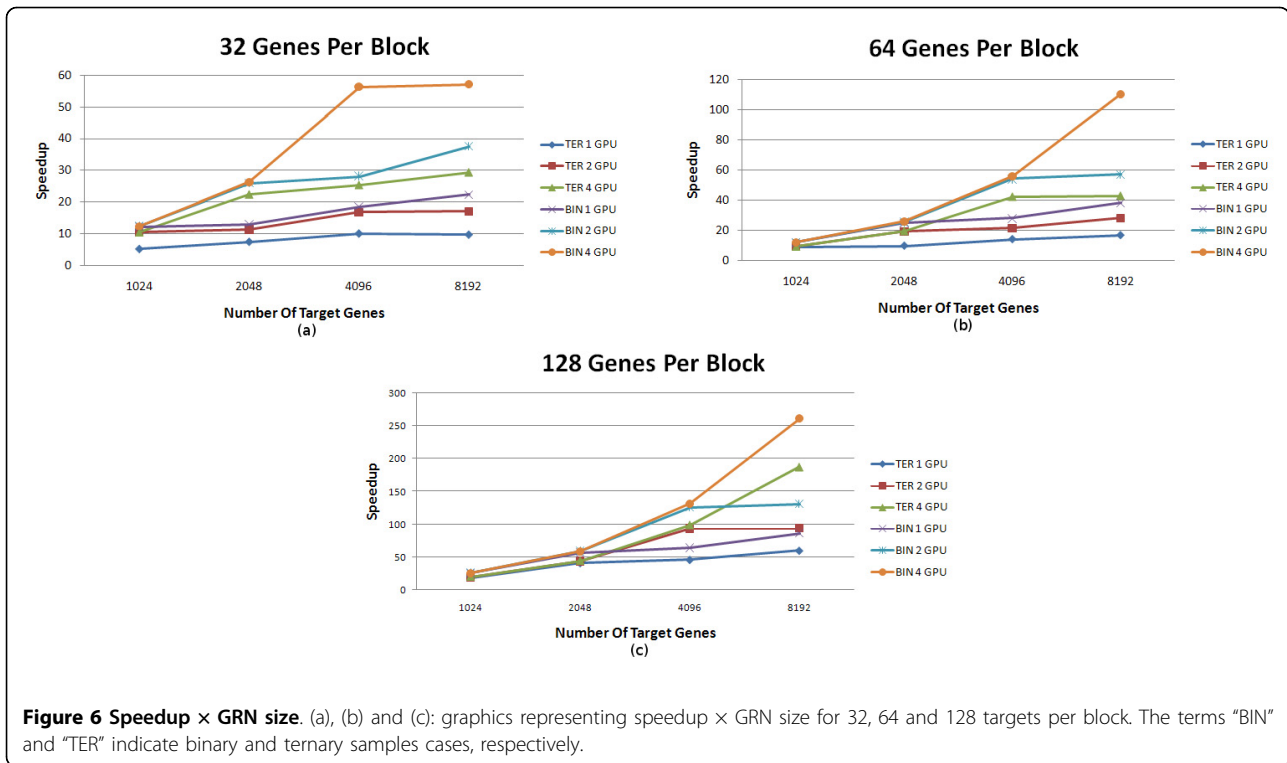 32 Genes Per Block
60
50
40
30
20
10
0
Speedup
1024
2048
4096
8192
Number Of Target Genes
(a)
TER 1 GPU
TER 2 GPU
TER 4 GPU
BIN 1 GPU
BIN 2 GPU
BIN 4 GPU
64 Genes Per Block
120
100
80
60
40
20
0
Speedup
1024
2048
4096
8192
Number Of Target Genes
(b)
TER 1 GPU
TER 2 GPU
TER 4 GPU
BIN 1 GPU
BIN 2 GPU
BIN 4 GPU
128 Genes Per Block
300
250
200
150
100
50
0
Speedup
1024
2048
4096
8192
Number Of Target Genes
(c)
TER 1 GPU
TER 2 GPU
TER 4 GPU
BIN 1 GPU
BIN 2 GPU
BIN 4 GPU
Figure 6 Speedup × GRN size. (a), (b) and (c): graphics representing speedup × GRN size for 32, 64 and 128 targets per block. The terms “BIN”
and “TER” indicate binary and ternary samples cases, respectively.